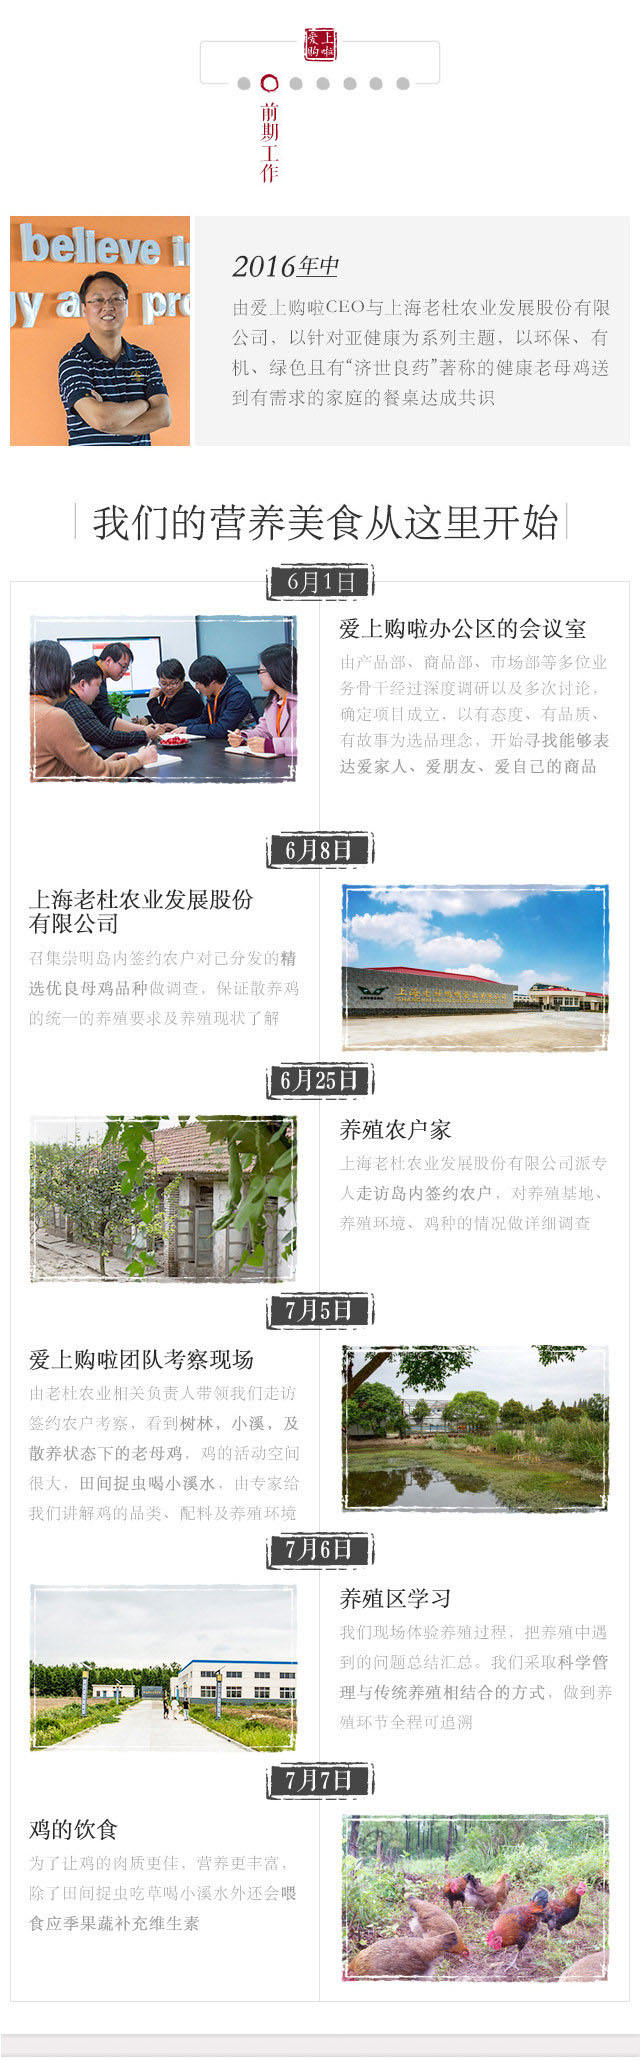 爱上
购啦
前期工作
believe in
gy and pro
2016年中
由爱上购啦CEO与上海老杜农业发展股份有限
公司，以针对亚健康为系列主题，以环保、有
机、绿色且有“济世良药”著称的健康老母鸡送
到有需求的家庭的餐桌达成共识
我们的营养美食从这里开始
6月1日
爱上购啦办公区的会议室
由产品部、商品部、市场部等多位业
务骨干经过深度调研以及多次讨论，
确定项目成立，以有态度、有品质、
有故事为选品理念，开始寻找能够表
达爱家人、爱朋友、爱自己的商品
6月8日
上海老杜农业发展股份
有限公司
召集崇明岛内签约农户对已分发的精
选优良母鸡品种做调查，保证散养鸡
的统一的养殖要求及养殖现状了解
6月25日
养殖农户家
上海老杜农业发展股份有限公司派专
人走访岛内签约农户，对养殖基地、
养殖环境、鸡种的情况做详细调查
7月5日
爱上购啦团队考察现场
由老杜农业相关负责人带领我们走访
签约农户考察，看到树林，小溪，及
散养状态下的老母鸡，鸡的活动空间
很大，田间捉虫喝小溪水，由专家给
我们讲解鸡的品类、配料及养殖环境
7月6日
养殖区学习
我们现场体验养殖过程，把养殖中遇
到的问题总结汇总。我们采取科学管
理与传统养殖相结合的方式，做到养
殖环节全程可追溯
7月7日
鸡的饮食
为了让鸡的肉质更佳，营养更丰富，
除了田间捉虫吃草喝小溪水外还会喂
食应季果蔬补充维生素